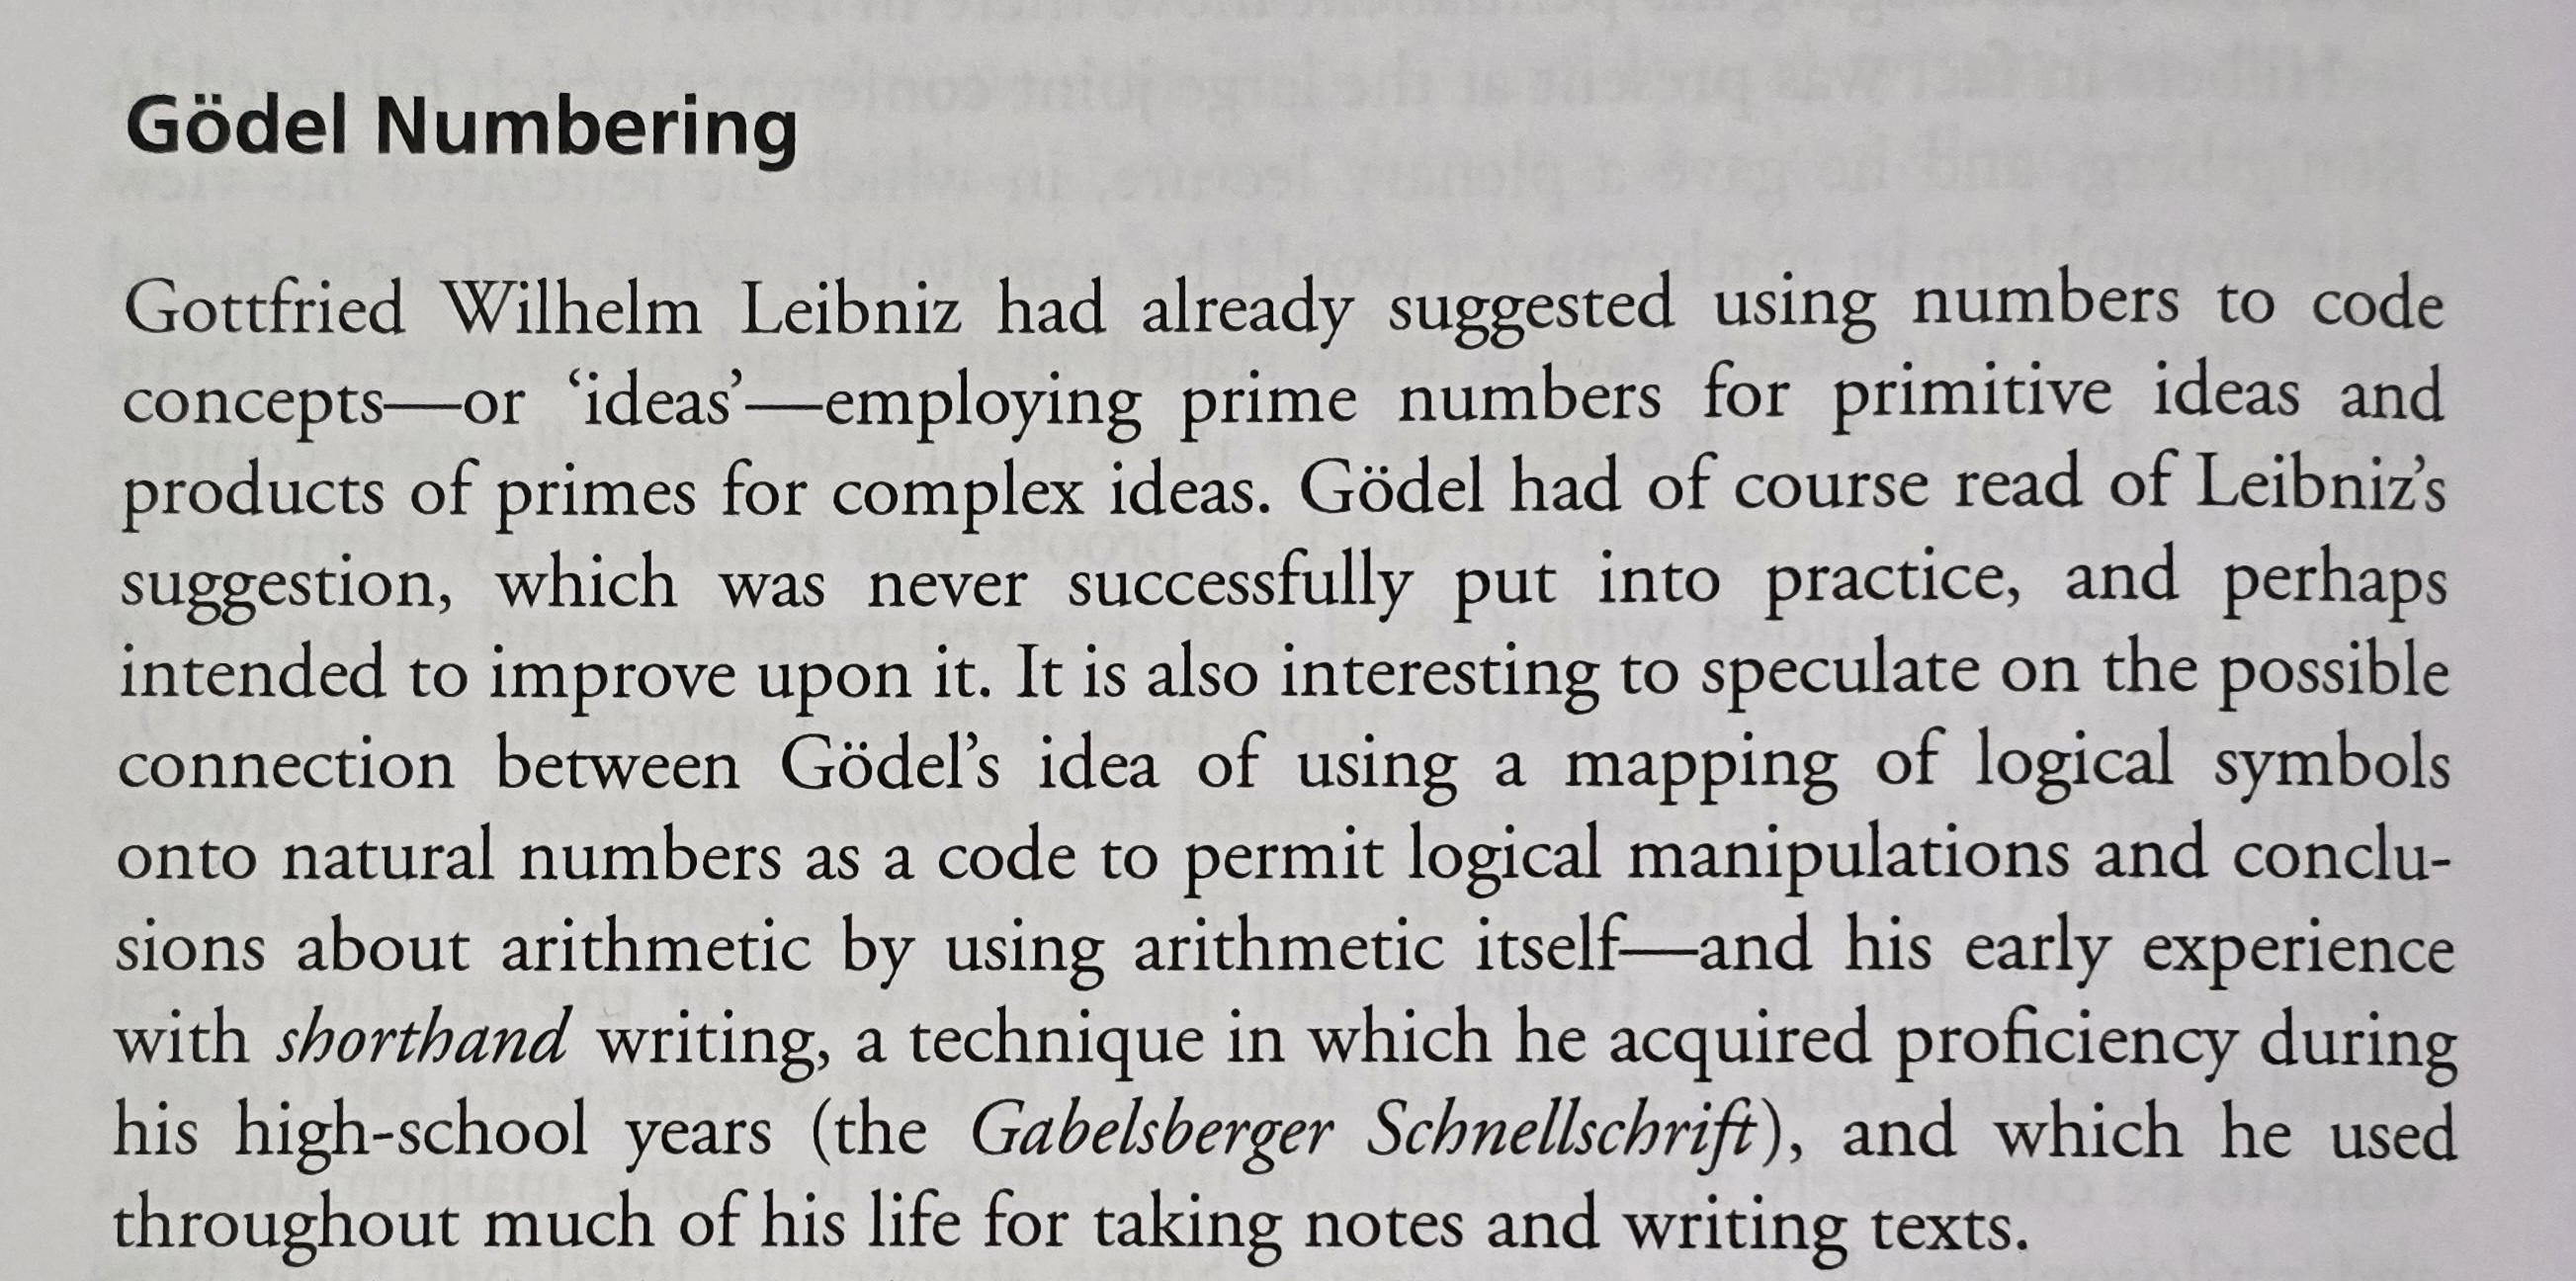 Gödel Numbering
Gottfried Wilhelm Leibniz had already suggested using numbers to code
concepts—or ‘ideas’—employing prime numbers for primitive ideas and
products of primes for complex ideas. Gödel had of course read of Leibniz’s
suggestion, which was never successfully put into practice, and perhaps
intended to improve upon it. It is also interesting to speculate on the possible
connection between Gödel’s idea of using a mapping of logical symbols
onto natural numbers as a code to permit logical manipulations and conclu-
sions about arithmetic by using arithmetic itself—and his early experience
with shorthand writing, a technique in which he acquired proficiency during
his high-school years (the Gabelsberger Schnellschrift), and which he used
throughout much of his life for taking notes and writing texts.